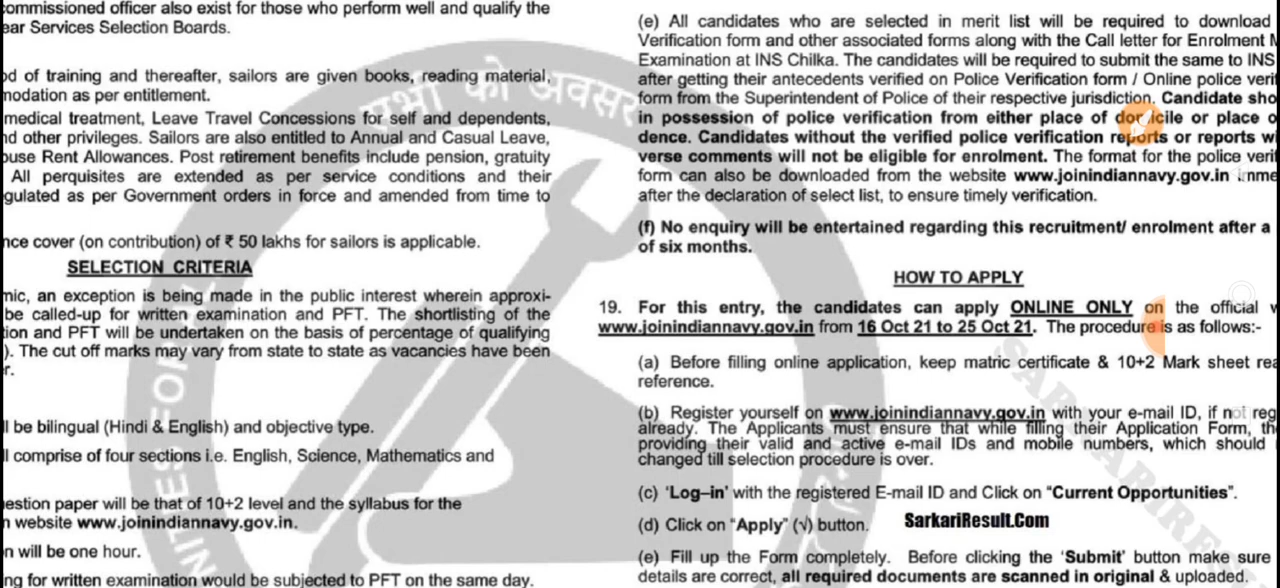 ommissioned officer also exist for those who perform well and qualify the
ear Services Selection Boards.
od of training and thereafter, sailors are given books, reading material,
modation as per entitlement.
medical treatment, Leave Travel Concessions for self and dependents,
nd other privileges. Sailors are also entitled to Annual and Casual Leave,
ouse Rent Allowances. Post retirement benefits include pension, gratuity
All perquisites are extended as per service conditions and their
gulated as per Government orders in force and amended from time to
nce cover (on contribution) of ₹ 50 lakhs for sailors is applicable.
SELECTION CRITERIA
mic, an exception is being made in the public interest wherein approxi-
be called-up for written examination and PFT. The shortlisting of the
tion and PFT will be undertaken on the basis of percentage of qualifying
). The cut off marks may vary from state to state as vacancies have been
r.
ll be bilingual (Hindi & English) and objective type.
ll comprise of four sections i.e. English, Science, Mathematics and
estion paper will be that of 10+2 level and the syllabus for the
n website www.joinindiannavy.gov.in.
n will be one hour.
ng for written examination would be subjected to PFT on the same day.
(e) All candidates who are selected in merit list will be required to download
Verification form and other associated forms along with the Call letter for Enrolment M
Examination at INS Chilka. The candidates will be required to submit the same to INS
after getting their antecedents verified on Police Verification form / Online police veri
form from the Superintendent of Police of their respective jurisdiction. Candidate sho
in possession of police verification from either place of domicile or place o
dence. Candidates without the verified police verification reports or reports w
verse comments will not be eligible for enrolment. The format for the police veri
form can also be downloaded from the website www.joinindiannavy.gov.in
after the declaration of select list, to ensure timely verification.
(f) No enquiry will be entertained regarding this recruitment/ enrolment after a
of six months.
HOW TO APPLY
19. For this entry, the candidates can apply ONLINE ONLY on the official w
www.joinindiannavy.gov.in from 16 Oct 21 to 25 Oct 21. The procedure is as follows:-
(a) Before filling online application, keep matric certificate & 10+2 Mark sheet rea
reference.
(b) Register yourself on www.joinindiannavy.gov.in with your e-mail ID, if not reg
already. The Applicants must ensure that while filling their Application Form, th
providing their valid and active e-mail IDs and mobile numbers, which should
changed till selection procedure is over.
(c) 'Log–in' with the registered E-mail ID and Click on "Current Opportunities".
(d) Click on "Apply" (√) button. SarkariResult.Com
(e) Fill up the Form completely. Before clicking the 'Submit' button make sure
details are correct, all required documents are scanned in original & uploaded.
सभी को अवसर
NITIES FOR ALL